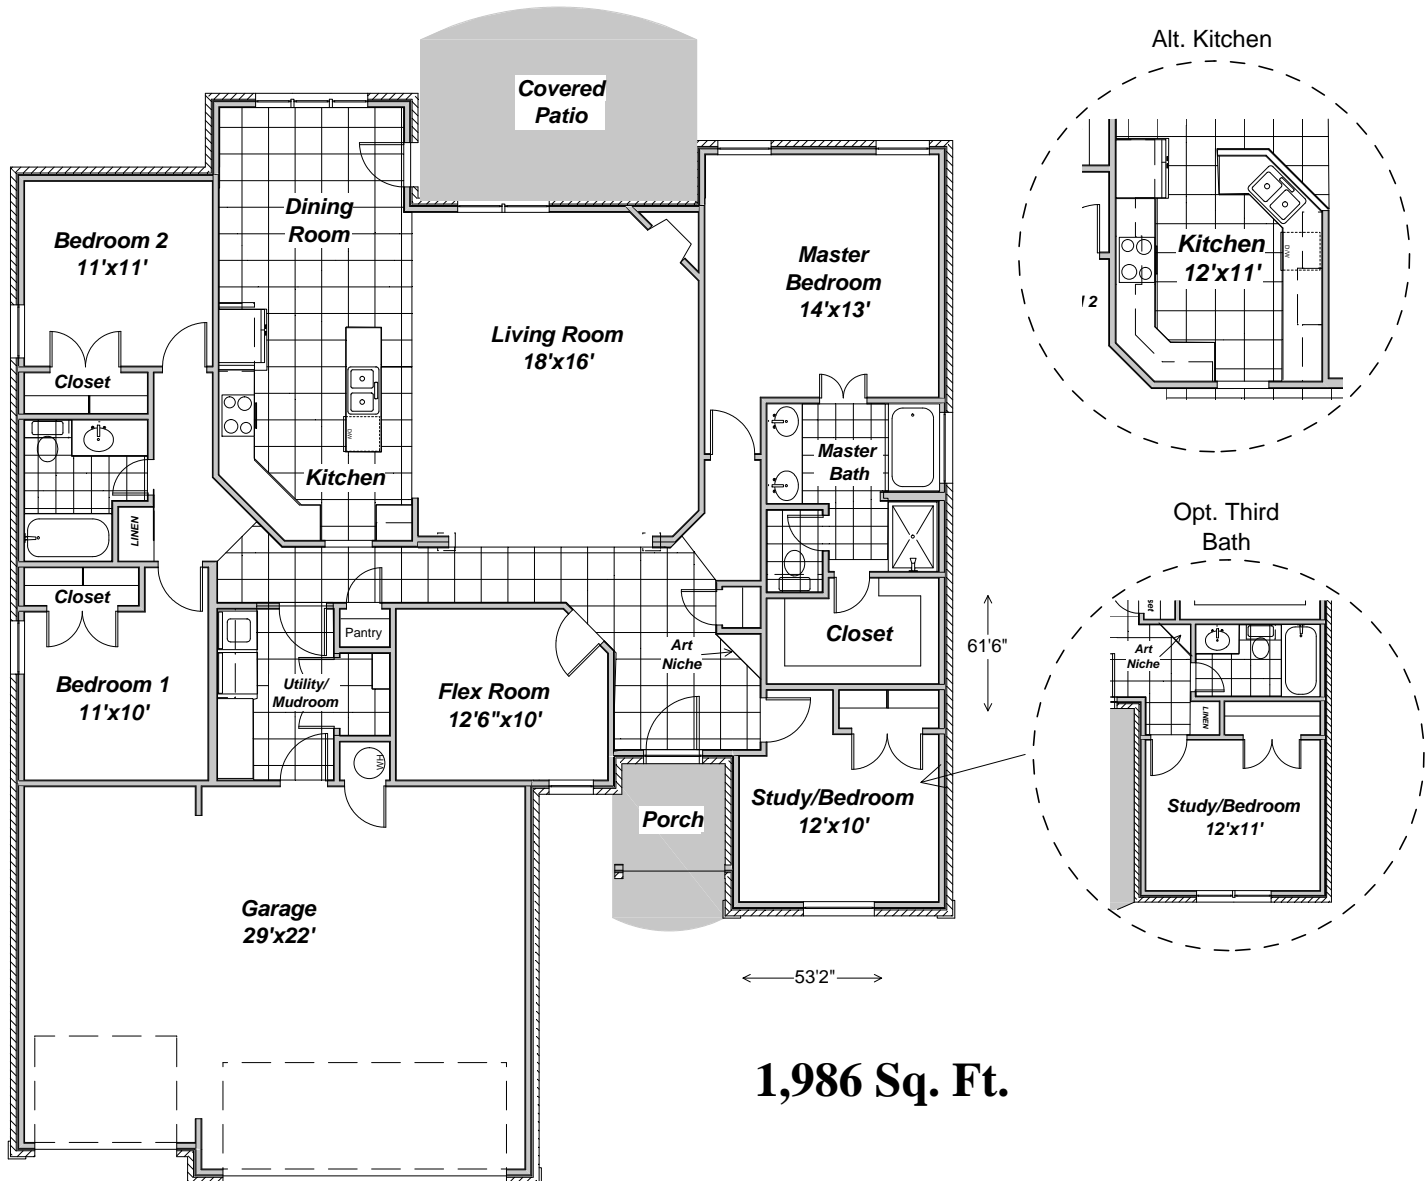 Alt. Kitchen
Covered
Patio
Dining
Room
Bedroom 2
11'x11'
Master
Bedroom
14'x13'
Kitchen
12'x11'
D/W
l 2
Living Room
18'x16'
Closet
D/W
Kitchen
Master
Bath
LINEN
Opt. Third
Bath
Closet
Pantry
Closet
Art
Niche
61'6"
set
Art
Niche
LINEN
Bedroom 1
11'x10'
Utility/
Mudroom
Flex Room
12'6"x10'
HW
Study/Bedroom
12'x10'
Porch
Study/Bedroom
12'x11'
Garage
29'x22'
53'2"
1,986 Sq. Ft.